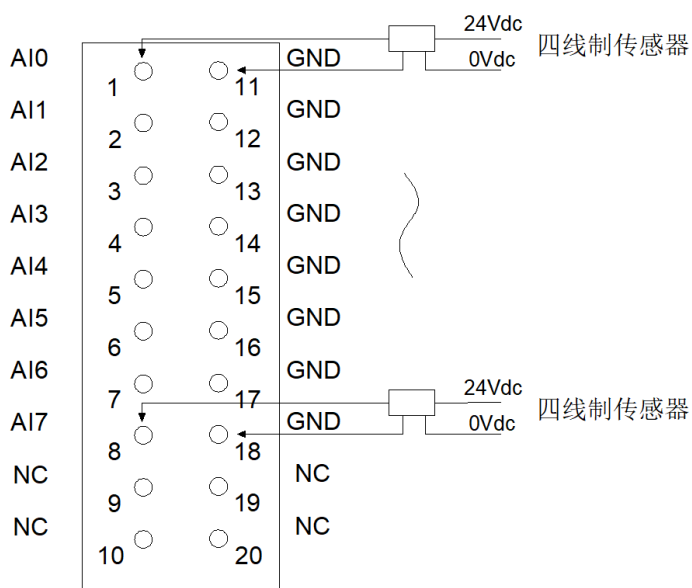 24Vdc
四线制传感器
AI0
GND
0Vdc
1
11
AI1
GND
2
12
AI2
GND
3
13
AI3
GND
4
14
AI4
GND
5
15
AI5
GND
6
16
AI6
GND
7
17
24Vdc
四线制传感器
AI7
GND
0Vdc
8
18
NC
NC
9
19
NC
NC
10
20